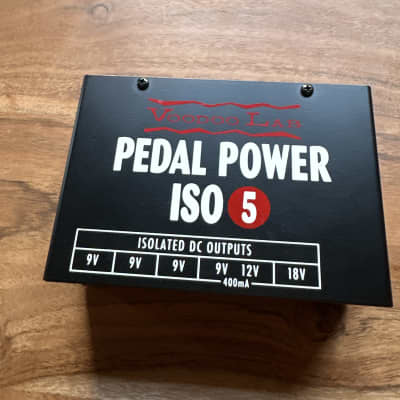 VOODOO LAB
PEDAL POWER
ISO 5
ISOLATED DC OUTPUTS
9V 9V 9V 9V 12V 18V
400mA